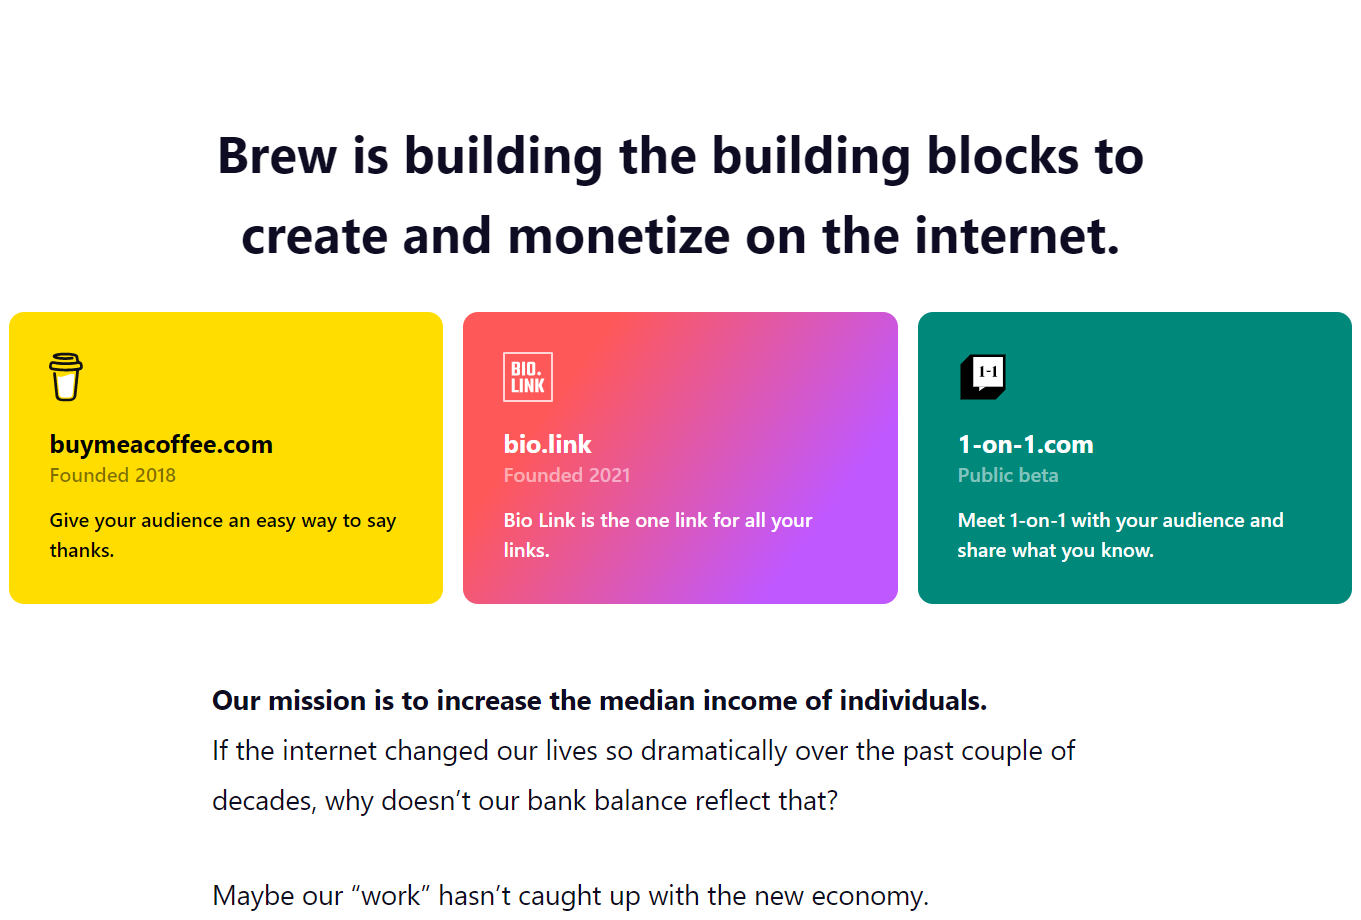 Brew is building the building blocks to
create and monetize on the internet.
buymeacoffee.com
Founded 2018
Give your audience an easy way to say
thanks.
BIO.
LINK
bio.link
Founded 2021
Bio Link is the one link for all your
links.
1-1
1-on-1.com
Public beta
Meet 1-on-1 with your audience and
share what you know.
Our mission is to increase the median income of individuals.
If the internet changed our lives so dramatically over the past couple of
decades, why doesn’t our bank balance reflect that?
Maybe our “work” hasn’t caught up with the new economy.